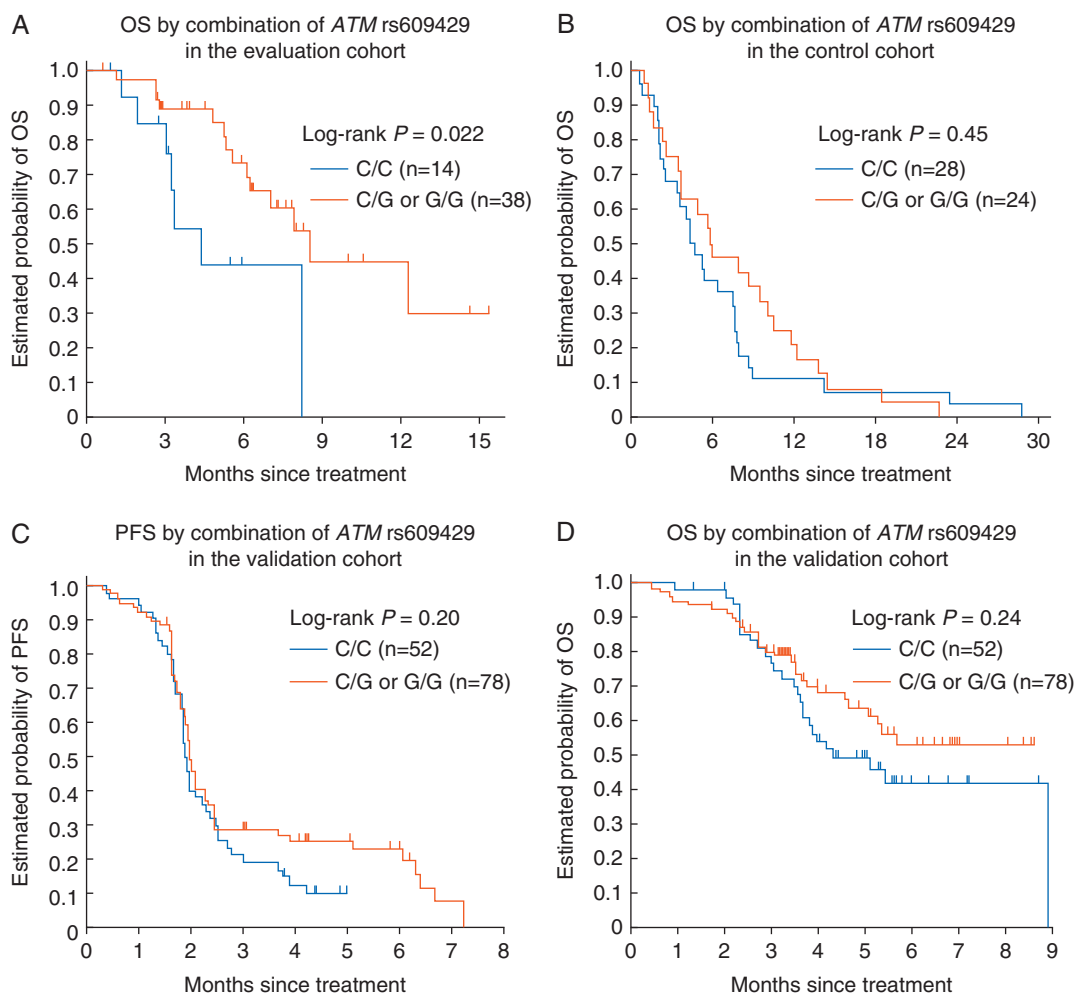 A
OS by combination of ATM rs609429
in the evaluation cohort
Estimated probability of OS
1.0
0.9
0.8
0.7
0.6
0.5
0.4
0.3
0.2
0.1
0
Log-rank P = 0.022
C/C (n=14)
C/G or G/G (n=38)
0 3 6 9 12 15
Months since treatment
B
OS by combination of ATM rs609429
in the control cohort
Estimated probability of OS
1.0
0.9
0.8
0.7
0.6
0.5
0.4
0.3
0.2
0.1
0
Log-rank P = 0.45
C/C (n=28)
C/G or G/G (n=24)
0 6 12 18 24 30
Months since treatment
C
PFS by combination of ATM rs609429
in the validation cohort
Estimated probability of PFS
1.0
0.9
0.8
0.7
0.6
0.5
0.4
0.3
0.2
0.1
0
Log-rank P = 0.20
C/C (n=52)
C/G or G/G (n=78)
0 1 2 3 4 5 6 7 8
Months since treatment
D
OS by combination of ATM rs609429
in the validation cohort
Estimated probability of OS
1.0
0.9
0.8
0.7
0.6
0.5
0.4
0.3
0.2
0.1
0
Log-rank P = 0.24
C/C (n=52)
C/G or G/G (n=78)
0 1 2 3 4 5 6 7 8 9
Months since treatment